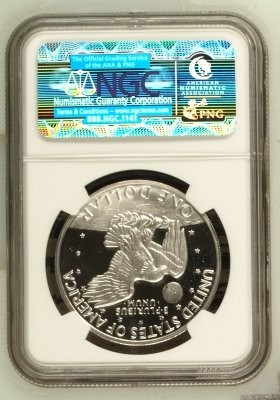 The Official Grading Service
of the ANA & PNG
NGC
Numismatic Guaranty Corporation
Terms & Conditions – www.ngccoin.com
888.NGC.1141
AMERICAN
NUMISMATIC
ASSOCIATION
PNG
UNITED STATES OF AMERICA
E·PLURIBUS
UNUM
ONE DOLLAR